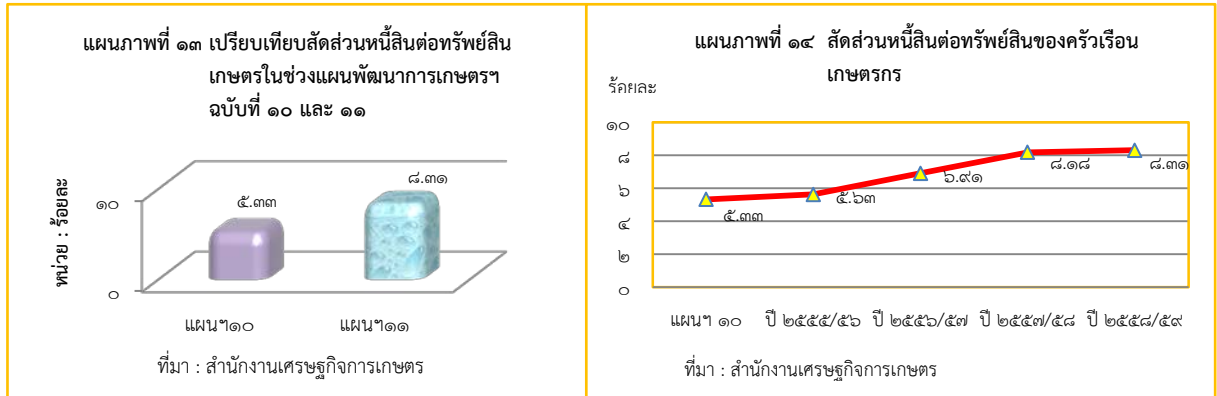 แผนภาพที่ ๑๓ เปรียบเทียบสัดส่วนหนี้สินต่อทรัพย์สิน
เกษตรในช่วงแผนพัฒนาการเกษตรฯ
ฉบับที่ ๑๐ และ ๑๑
หน่วย : ร้อยละ
๑๐
๐
๕.๓๓
๘.๓๑
แผนฯ๑๐
แผนฯ๑๑
ที่มา : สำนักงานเศรษฐกิจการเกษตร
แผนภาพที่ ๑๔ สัดส่วนหนี้สินต่อทรัพย์สินของครัวเรือน
เกษตรกร
ร้อยละ
๑๐
๘
๖
๔
๒
๐
๕.๓๓
๕.๖๓
๖.๙๑
๘.๑๘
๘.๓๑
แผนฯ ๑๐ ปี ๒๕๕๕/๕๖ ปี ๒๕๕๖/๕๗ ปี ๒๕๕๗/๕๘ ปี ๒๕๕๘/๕๙
ที่มา : สำนักงานเศรษฐกิจการเกษตร